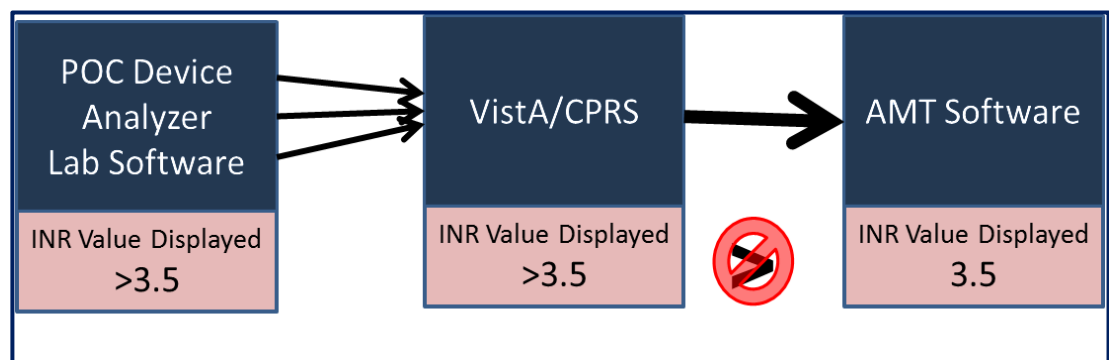 POC Device
Analyzer
Lab Software
INR Value Displayed
>3.5
VistA/CPRS
INR Value Displayed
>3.5
>
AMT Software
INR Value Displayed
3.5